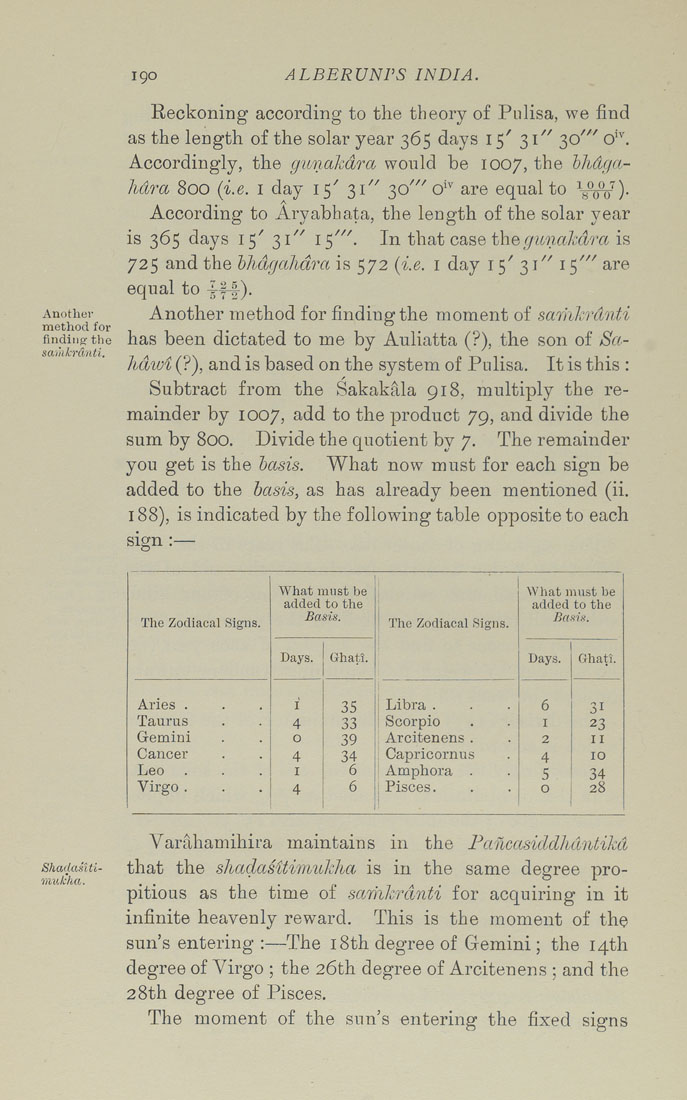 190 ALBERUNI'S INDIA.
Reckoning according to the theory of Pulisa, we find
as the length of the solar year 365 days 15′ 31″ 30‴ 0iv.
Accordingly, the guṇakâra would be 1007, the bhâga-
hâra 800 (i.e. 1 day 15′ 31″ 30‴ 0iv are equal to 1007/800).
According to Âryabhaṭa, the length of the solar year
is 365 days 15′ 31″ 15‴. In that case the guṇakâra is
725 and the bhâgahâra is 572 (i.e. 1 day 15′ 31″ 15‴ are
equal to 725/572).
Another
method for
finding the
saṁkrânti.
Another method for finding the moment of saṁkrânti
has been dictated to me by Auliatta (?), the son of Sa-
hâwî (?), and is based on the system of Pulisa. It is this :
Subtract from the Śakakâla 918, multiply the re-
mainder by 1007, add to the product 79, and divide the
sum by 800. Divide the quotient by 7. The remainder
you get is the basis. What now must for each sign be
added to the basis, as has already been mentioned (ii.
188), is indicated by the following table opposite to each
sign :—
The Zodiacal Signs. What must be added to the Basis. The Zodiacal Signs. What must be added to the Basis.
Days. Ghaṭî. Days. Ghaṭî.
Aries . . . 1 35 Libra . . . 6 31
Taurus . . 4 33 Scorpio . . 1 23
Gemini . . 0 39 Arcitenens . . 2 11
Cancer . . 4 34 Capricornus . 4 10
Leo . . . 1 6 Amphora . . 5 34
Virgo . . . 4 6 Pisces. . . 0 28
Varâhamihira maintains in the Pañcasiddhântikâ
Shaḍaśîti-
mukha.
that the shaḍaśîtimukha is in the same degree pro-
pitious as the time of saṁkrânti for acquiring in it
infinite heavenly reward. This is the moment of the
sun's entering :—The 18th degree of Gemini ; the 14th
degree of Virgo ; the 26th degree of Arcitenens ; and the
28th degree of Pisces.
The moment of the sun's entering the fixed signs